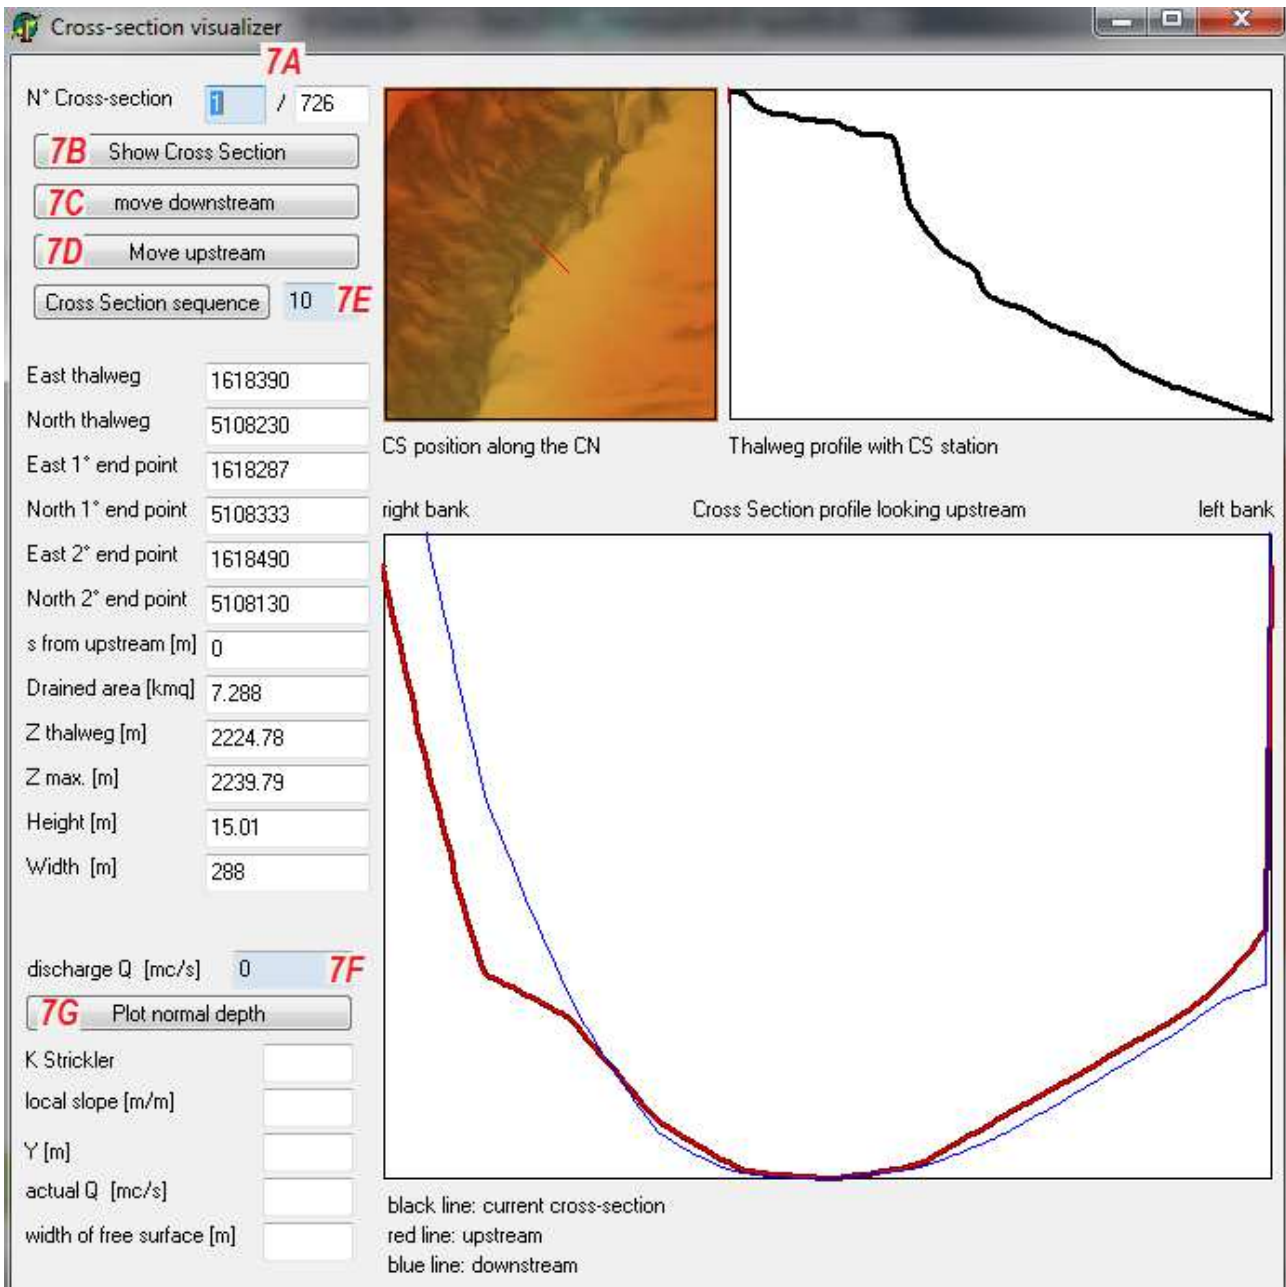 Cross-section visualizer
7A
N° Cross-section 1 / 726
7B Show Cross Section
7C move downstream
7D Move upstream
Cross Section sequence 10 7E
East thalweg 1618390
North thalweg 5108230
East 1° end point 1618287
North 1° end point 5108333
East 2° end point 1618490
North 2° end point 5108130
s from upstream [m] 0
Drained area [kmq] 7.288
Z thalweg [m] 2224.78
Z max. [m] 2239.79
Height [m] 15.01
Width [m] 288
discharge Q [mc/s] 0 7F
7G Plot normal depth
K Strickler
local slope [m/m]
Y [m]
actual Q [mc/s]
width of free surface [m]
CS position along the CN
Thalweg profile with CS station
right bank Cross Section profile looking upstream left bank
black line: current cross-section
red line: upstream
blue line: downstream